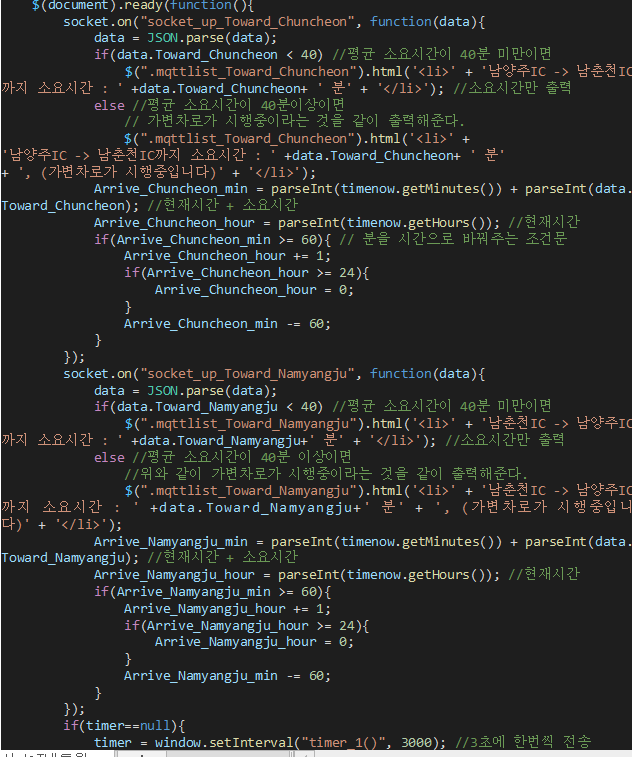 $(document).ready(function(){
socket.on("socket_up_Toward_Chuncheon", function(data){
data = JSON.parse(data);
if(data.Toward_Chuncheon < 40) //평균 소요시간이 40분 미만이면
$(".mqttlist_Toward_Chuncheon").html('<li>' + '남양주IC -> 남춘천IC
까지 소요시간 : ' +data.Toward_Chuncheon+ ' 분' + '</li>'); //소요시간만 출력
else //평균 소요시간이 40분이상이면
// 가변차로가 시행중이라는 것을 같이 출력해준다.
$(".mqttlist_Toward_Chuncheon").html('<li>' +
'남양주IC -> 남춘천IC까지 소요시간 : ' +data.Toward_Chuncheon+ ' 분'
+ ', (가변차로가 시행중입니다)' + '</li>');
Arrive_Chuncheon_min = parseInt(timenow.getMinutes()) + parseInt(data.
Toward_Chuncheon); //현재시간 + 소요시간
Arrive_Chuncheon_hour = parseInt(timenow.getHours()); //현재시간
if(Arrive_Chuncheon_min >= 60){ // 분을 시간으로 바꿔주는 조건문
Arrive_Chuncheon_hour += 1;
if(Arrive_Chuncheon_hour >= 24){
Arrive_Chuncheon_hour = 0;
}
Arrive_Chuncheon_min -= 60;
}
});
socket.on("socket_up_Toward_Namyangju", function(data){
data = JSON.parse(data);
if(data.Toward_Namyangju < 40) //평균 소요시간이 40분 미만이면
$(".mqttlist_Toward_Namyangju").html('<li>' + '남춘천IC -> 남양주IC
까지 소요시간 : ' +data.Toward_Namyangju+' 분' + '</li>'); //소요시간만 출력
else //평균 소요시간이 40분 이상이면
//위와 같이 가변차로가 시행중이라는 것을 같이 출력해준다.
$(".mqttlist_Toward_Namyangju").html('<li>' + '남춘천IC -> 남양주IC
까지 소요시간 : ' +data.Toward_Namyangju+' 분' + ', (가변차로가 시행중입니
다)' + '</li>');
Arrive_Namyangju_min = parseInt(timenow.getMinutes()) + parseInt(data.
Toward_Namyangju); //현재시간 + 소요시간
Arrive_Namyangju_hour = parseInt(timenow.getHours()); //현재시간
if(Arrive_Namyangju_min >= 60){
Arrive_Namyangju_hour += 1;
if(Arrive_Namyangju_hour >= 24){
Arrive_Namyangju_hour = 0;
}
Arrive_Namyangju_min -= 60;
}
});
if(timer==null){
timer = window.setInterval("timer_1()", 3000); //3초에 한번씩 전송